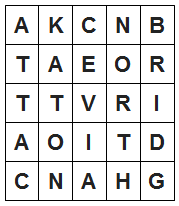 A K C N B
T A E O R
T T V R I
A O I T D
C N A H G